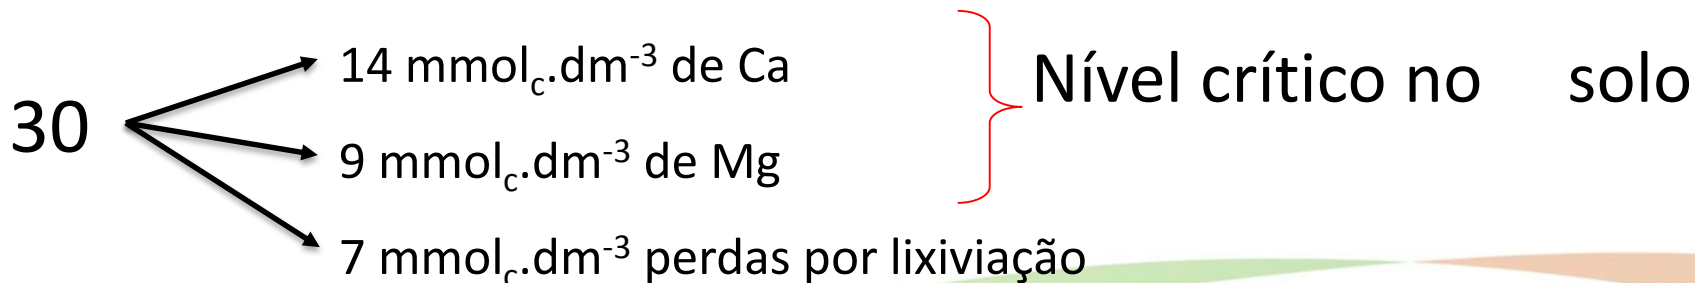 14 mmolc.dm-3 de Ca
Nível crítico no solo
30
9 mmolc.dm-3 de Mg
7 mmolc.dm-3 perdas por lixiviação